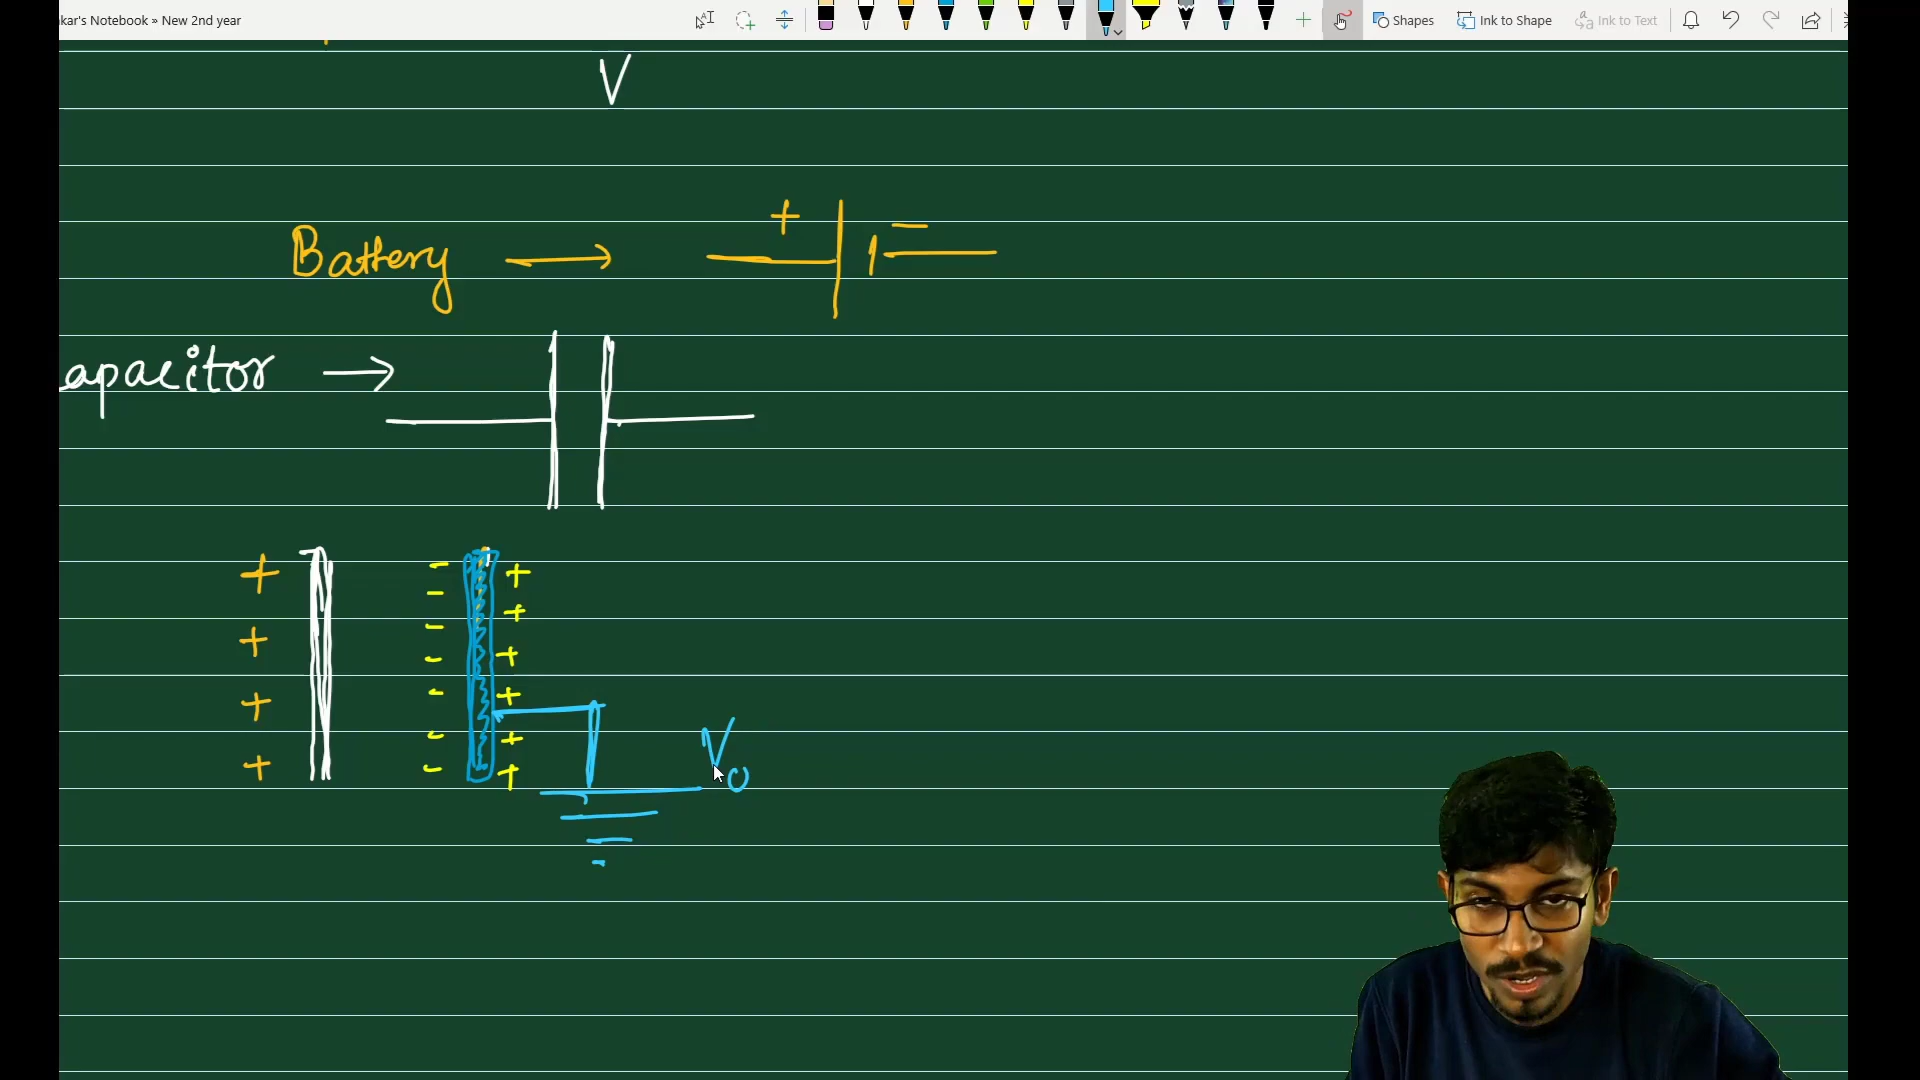 kar's Notebook » New 2nd year
Shapes
Ink to Shape
Ink to Text
V
Battery → + -
apacitor →
+ - +
- +
+ - +
- +
+ - +
- +
+ - +
V0